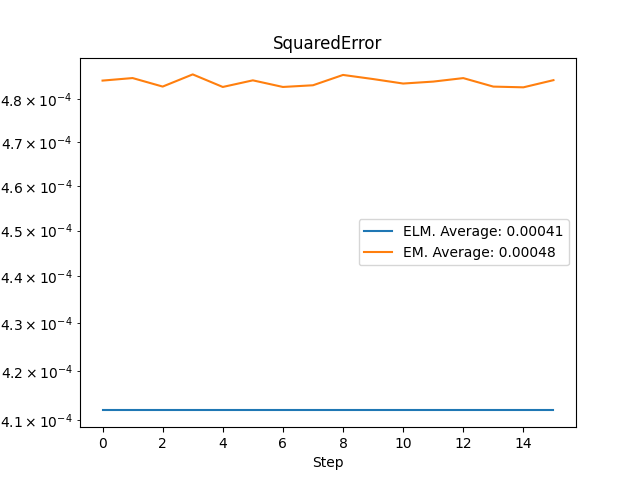 SquaredError
4.8 × 10⁻⁴
4.7 × 10⁻⁴
4.6 × 10⁻⁴
4.5 × 10⁻⁴
4.4 × 10⁻⁴
4.3 × 10⁻⁴
4.2 × 10⁻⁴
4.1 × 10⁻⁴
ELM. Average: 0.00041
EM. Average: 0.00048
0 2 4 6 8 10 12 14
Step